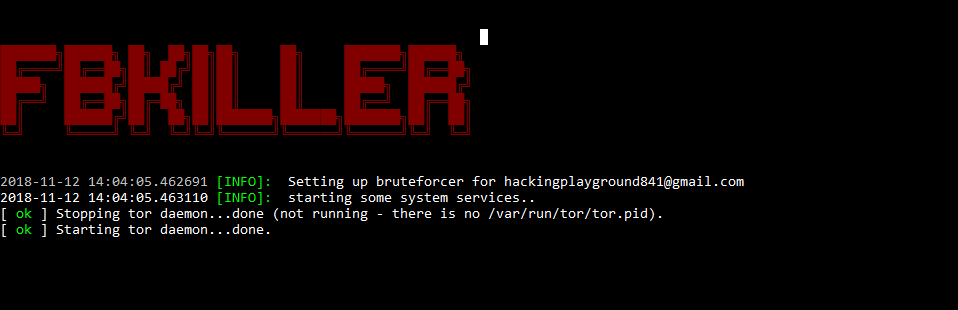 FBKILLER
2018-11-12 14:04:05.462691 [INFO]:  Setting up bruteforcer for hackingplayground841@gmail.com
2018-11-12 14:04:05.463110 [INFO]:  starting some system services..
[ ok ] Stopping tor daemon...done (not running - there is no /var/run/tor/tor.pid).
[ ok ] Starting tor daemon...done.